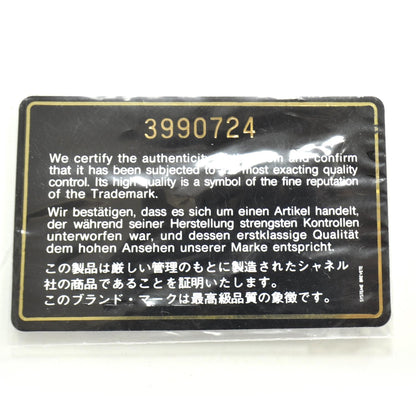 3990724
We certify the authenticity and confirm
that it has been subjected to most exacting quality
control. Its high quality is a symbol of the fine reputation
of the Trademark.
Wir bestätigen, dass es sich um einen Artikel handelt,
der während seiner Herstellung strengsten Kontrollen
unterworfen war, und dessen erstklassige Qualität
dem hohen Ansehen unserer Marke entspricht.
この製品は厳しい管理のもとに製造されたシャネル
社の商品であることを証明いたします。
このブランド・マークは最高級品質の象徴です。